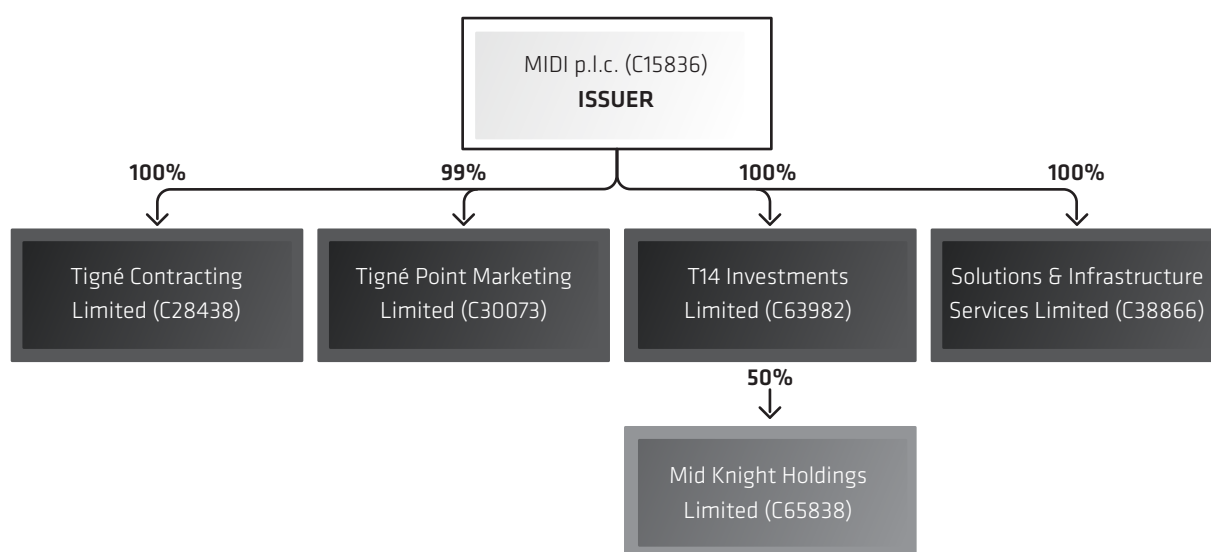 MIDI p.l.c. (C15836)
ISSUER
100%
99%
100%
100%
Tigné Contracting
Limited (C28438)
Tigné Point Marketing
Limited (C30073)
T14 Investments
Limited (C63982)
Solutions & Infrastructure
Services Limited (C38866)
50%
Mid Knight Holdings
Limited (C65838)